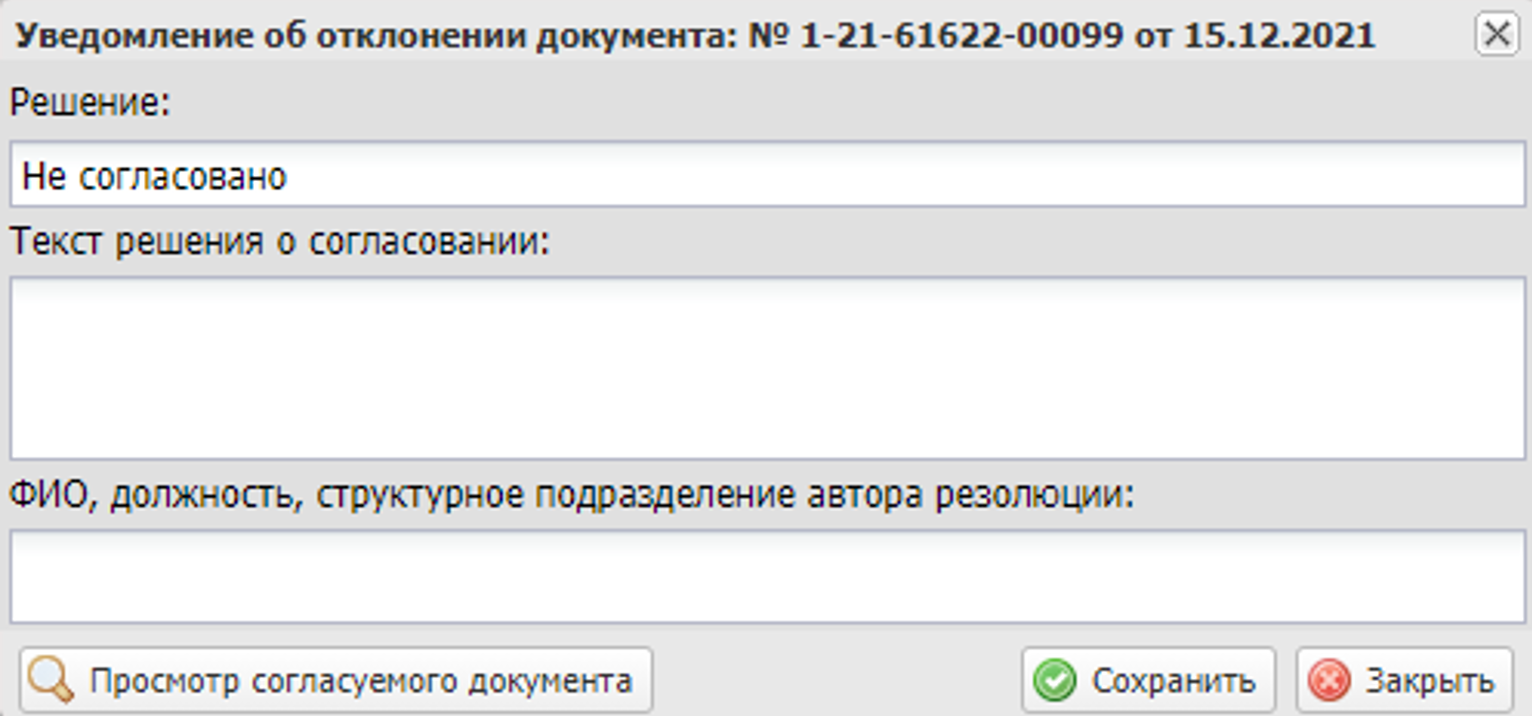 Уведомление об отклонении документа: № 1-21-61622-00099 от 15.12.2021
Решение:
Не согласовано
Текст решения о согласовании:
ФИО, должность, структурное подразделение автора резолюции:
Просмотр согласуемого документа
Сохранить
Закрыть